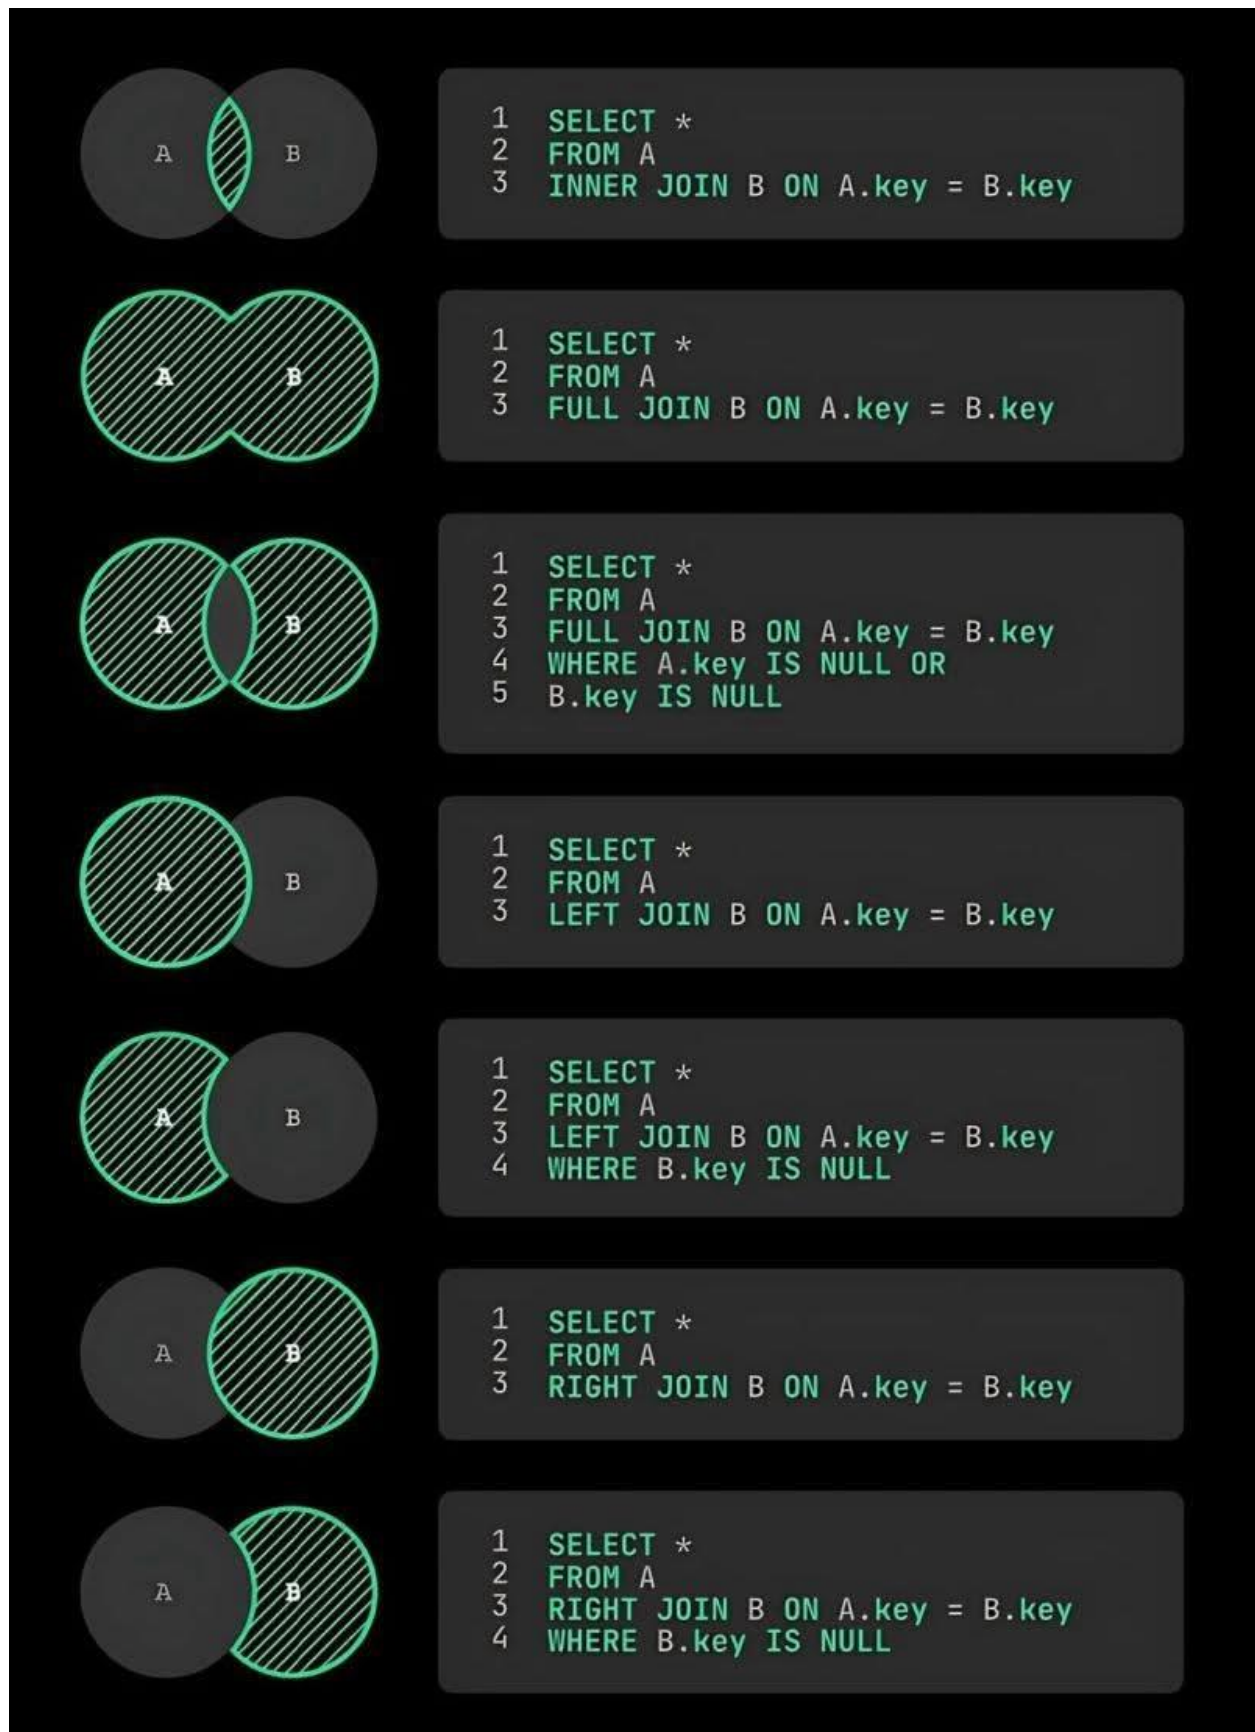 A B
1 SELECT *
2 FROM A
3 INNER JOIN B ON A.key = B.key
A B
1 SELECT *
2 FROM A
3 FULL JOIN B ON A.key = B.key
A B
1 SELECT *
2 FROM A
3 FULL JOIN B ON A.key = B.key
4 WHERE A.key IS NULL OR
5 B.key IS NULL
A B
1 SELECT *
2 FROM A
3 LEFT JOIN B ON A.key = B.key
A B
1 SELECT *
2 FROM A
3 LEFT JOIN B ON A.key = B.key
4 WHERE B.key IS NULL
A B
1 SELECT *
2 FROM A
3 RIGHT JOIN B ON A.key = B.key
A B
1 SELECT *
2 FROM A
3 RIGHT JOIN B ON A.key = B.key
4 WHERE B.key IS NULL